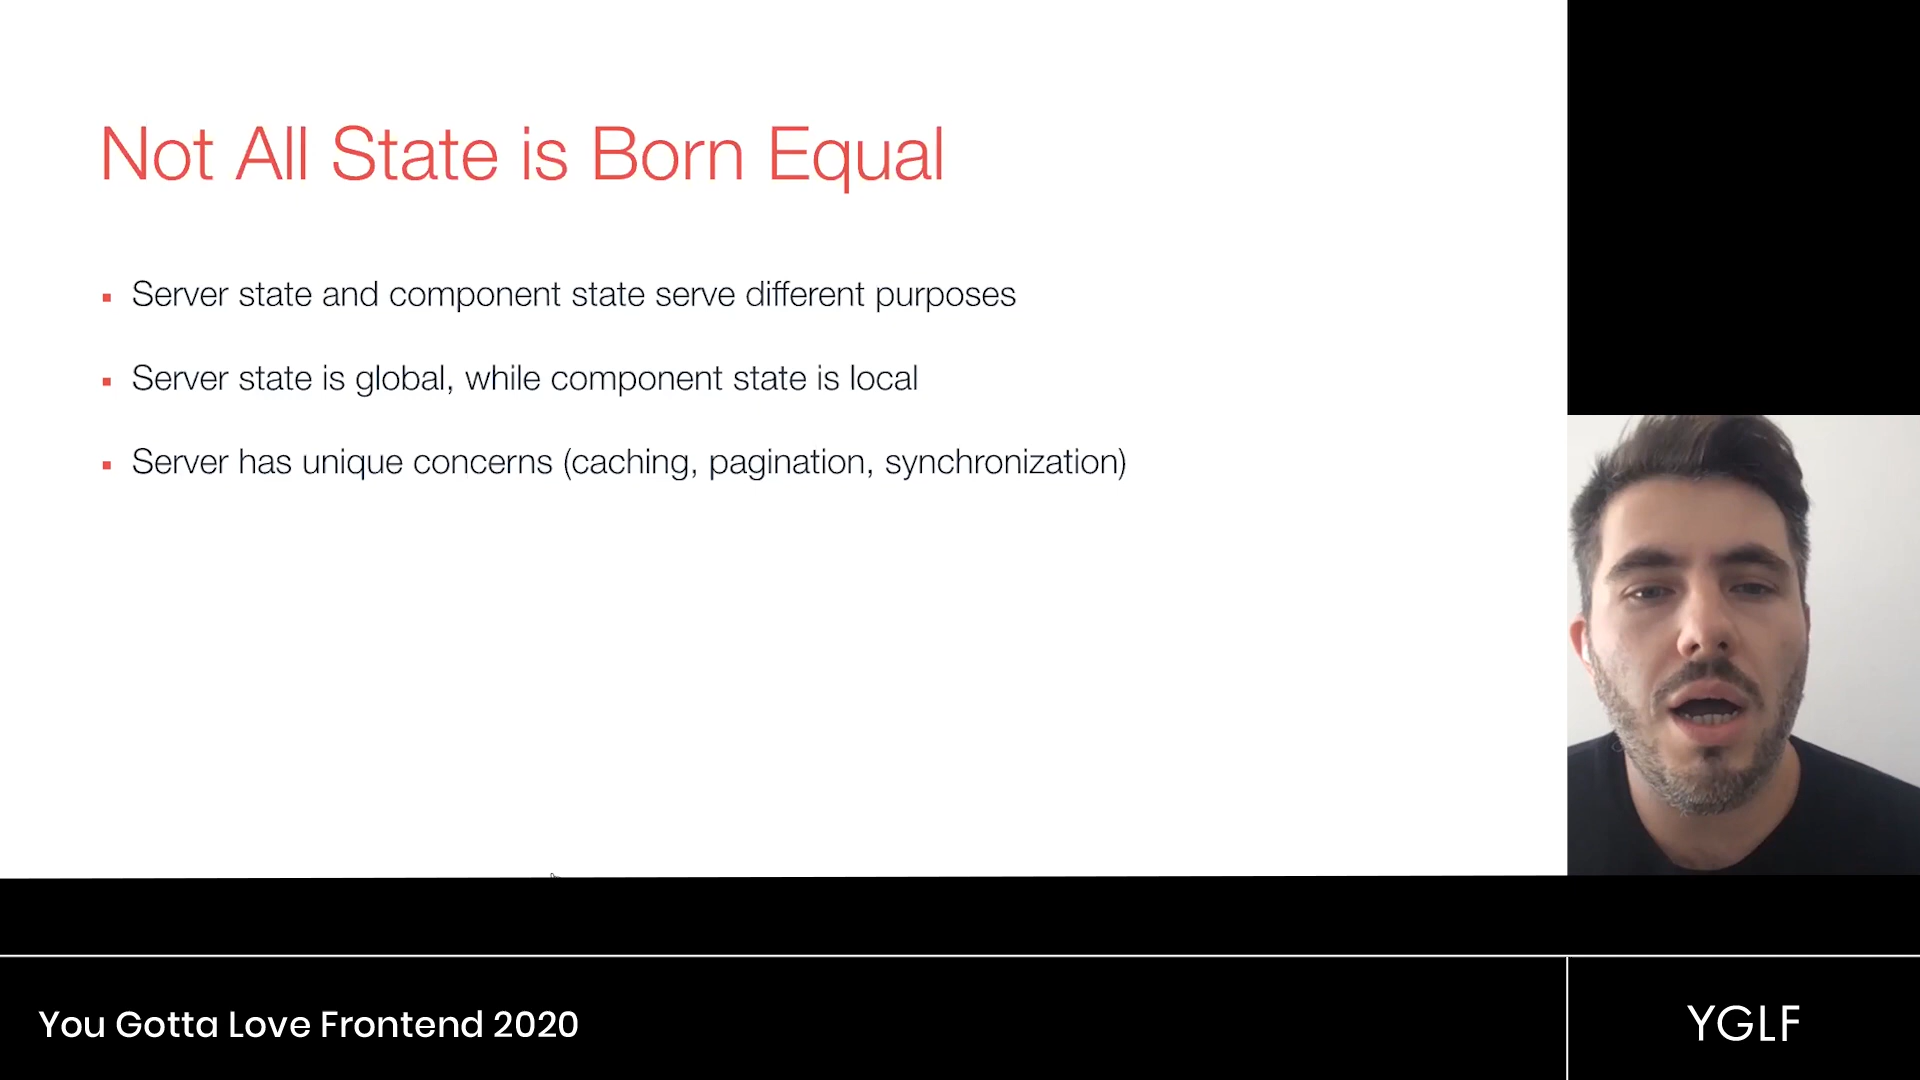 Not All State is Born Equal
Server state and component state serve different purposes
Server state is global, while component state is local
Server has unique concerns (caching, pagination, synchronization)
You Gotta Love Frontend 2020
YGLF